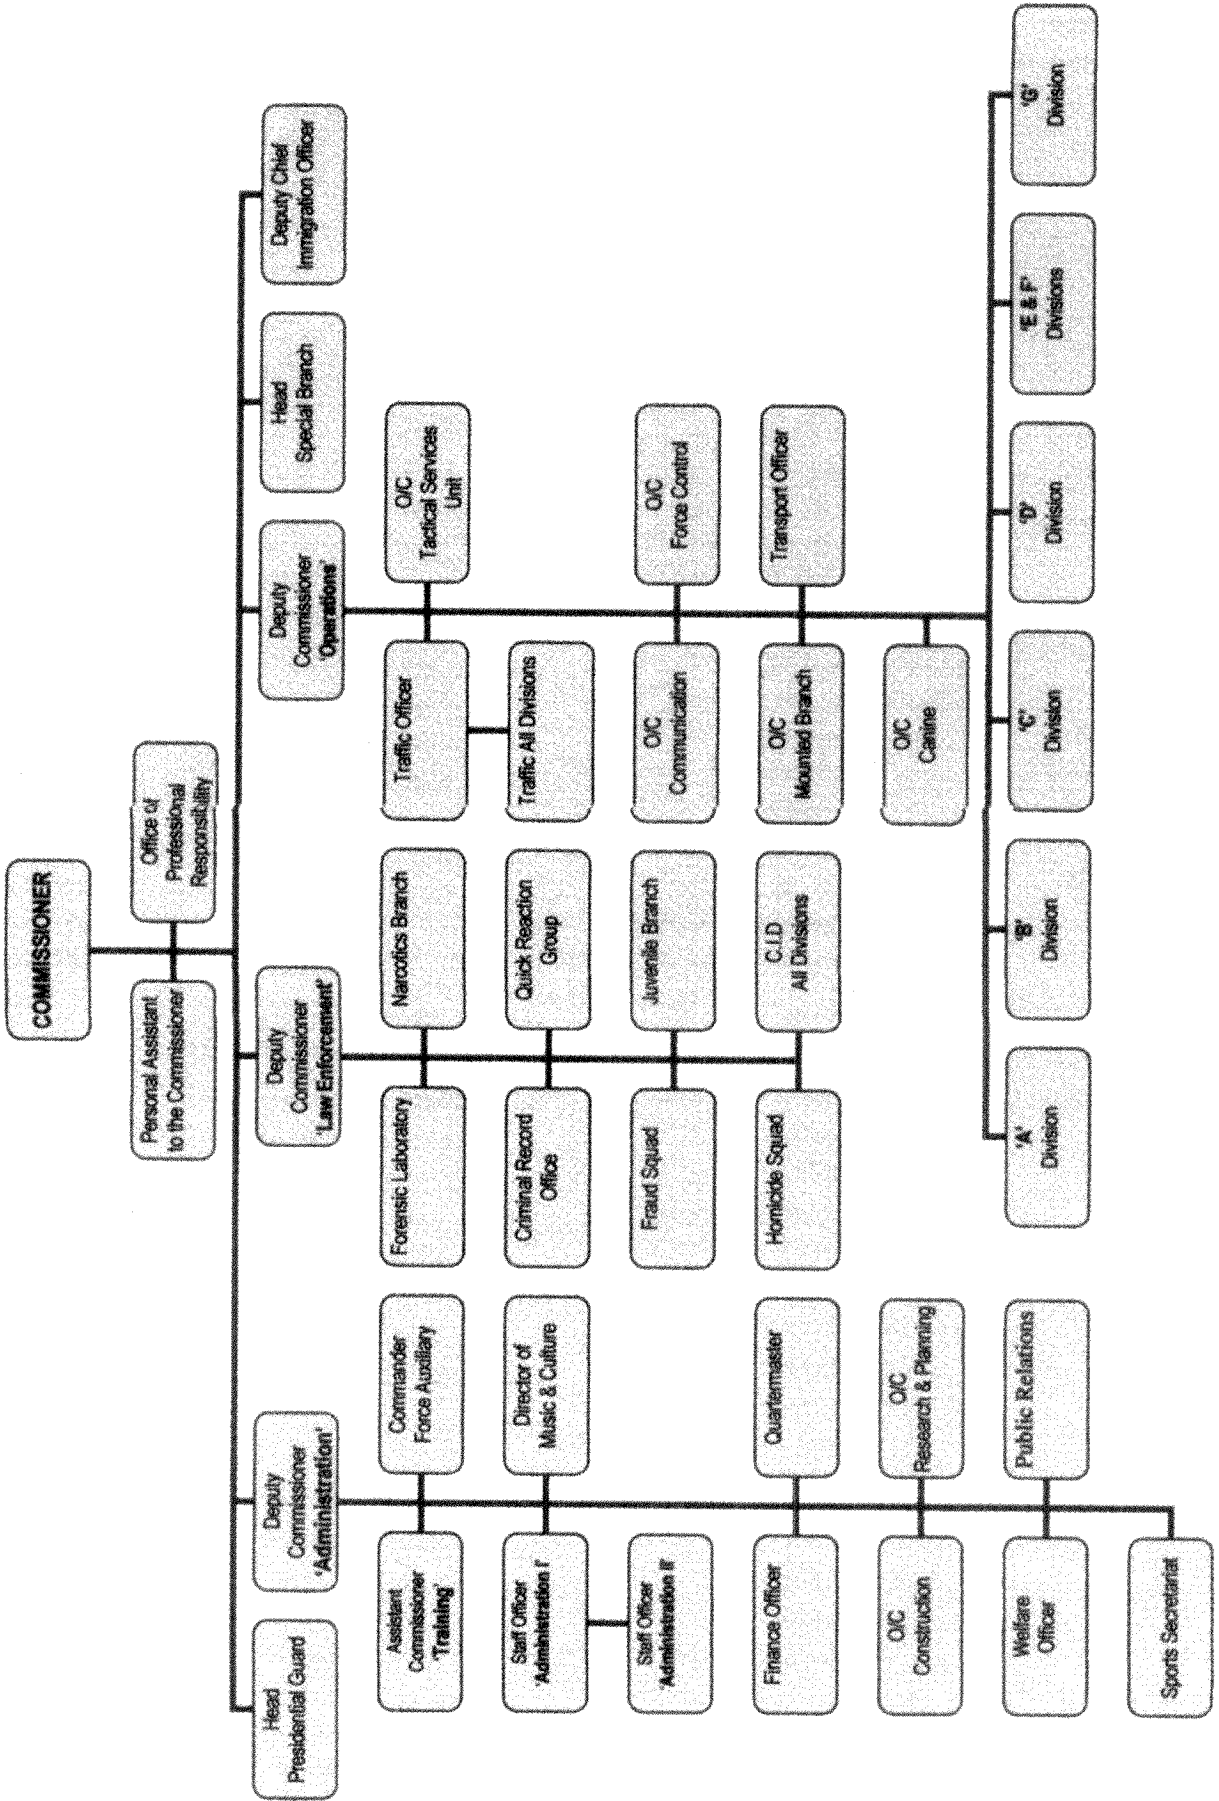 COMMISSIONER
Personal Assistant
to the Commissioner
Office of
Professional
Responsibility
Head
Presidential Guard
Deputy
Commissioner
'Administration'
Deputy
Commissioner
'Law Enforcement'
Deputy
Commissioner
'Operations'
Head
Special Branch
Deputy Chief
Immigration Officer
Assistant
Commissioner
'Training'
Commander
Force Auxiliary
Staff Officer
'Administration I'
Director of
Music & Culture
Staff Officer
'Administration II'
Finance Officer
Quartermaster
O/C
Construction
O/C
Research & Planning
Welfare
Officer
Public Relations
Sports Secretariat
Forensic Laboratory
Narcotics Branch
Criminal Record
Office
Quick Reaction
Group
Fraud Squad
Juvenile Branch
Homicide Squad
C.I.D
All Divisions
Traffic Officer
O/C
Tactical Services
Unit
Traffic All Divisions
O/C
Communication
O/C
Force Control
O/C
Mounted Branch
Transport Officer
O/C
Canine
'A'
Division
'B'
Division
'C'
Division
'D'
Division
'E & F'
Divisions
'G'
Division